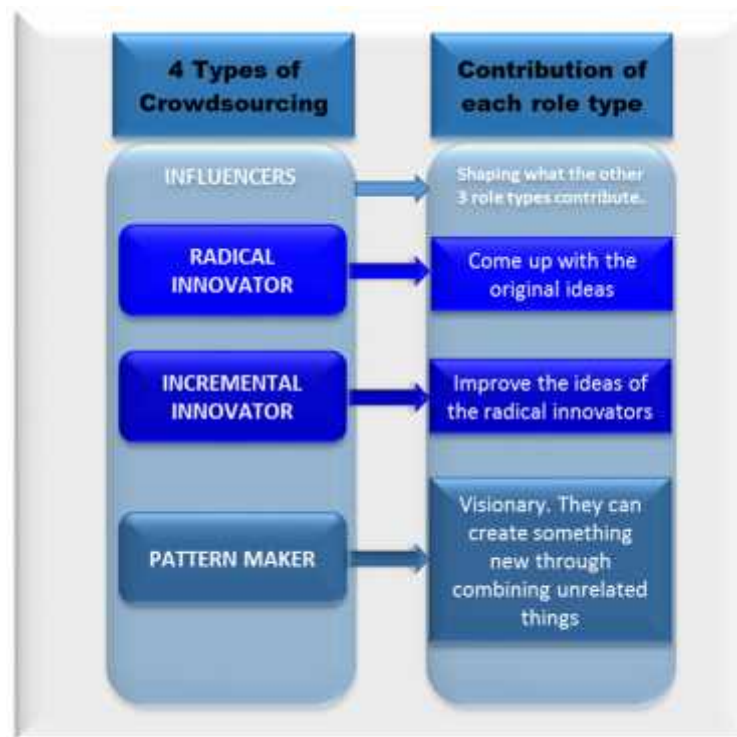 4 Types of
Crowdsourcing
Contribution of
each role type
INFLUENCERS
Shaping what the other
3 role types contribute.
RADICAL
INNOVATOR
Come up with the
original ideas
INCREMENTAL
INNOVATOR
Improve the ideas of
the radical innovators
PATTERN MAKER
Visionary. They can
create something
new through
combining unrelated
things